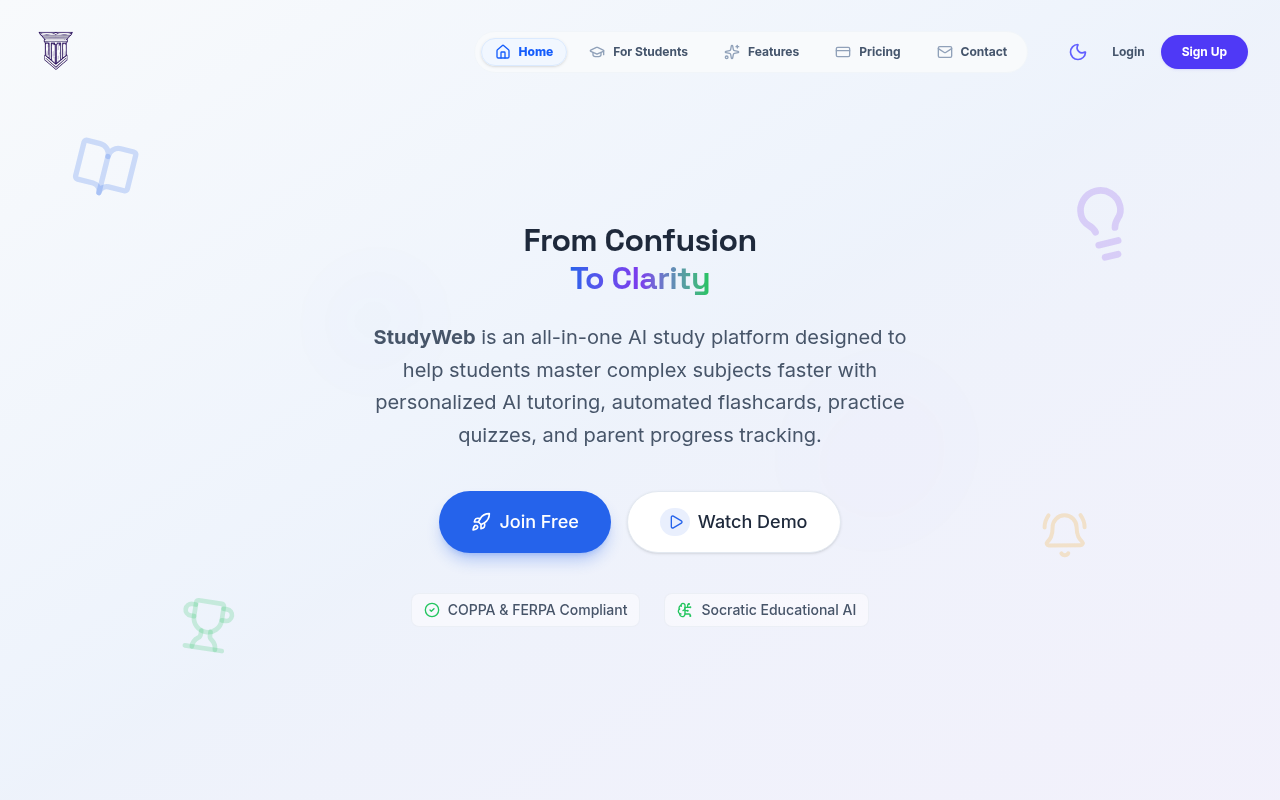 Home
For Students
Features
Pricing
Contact
Login
Sign Up
From Confusion
To Clarity
StudyWeb is an all-in-one AI study platform designed to
help students master complex subjects faster with
personalized AI tutoring, automated flashcards, practice
quizzes, and parent progress tracking.
Join Free
Watch Demo
COPPA & FERPA Compliant
Socratic Educational AI